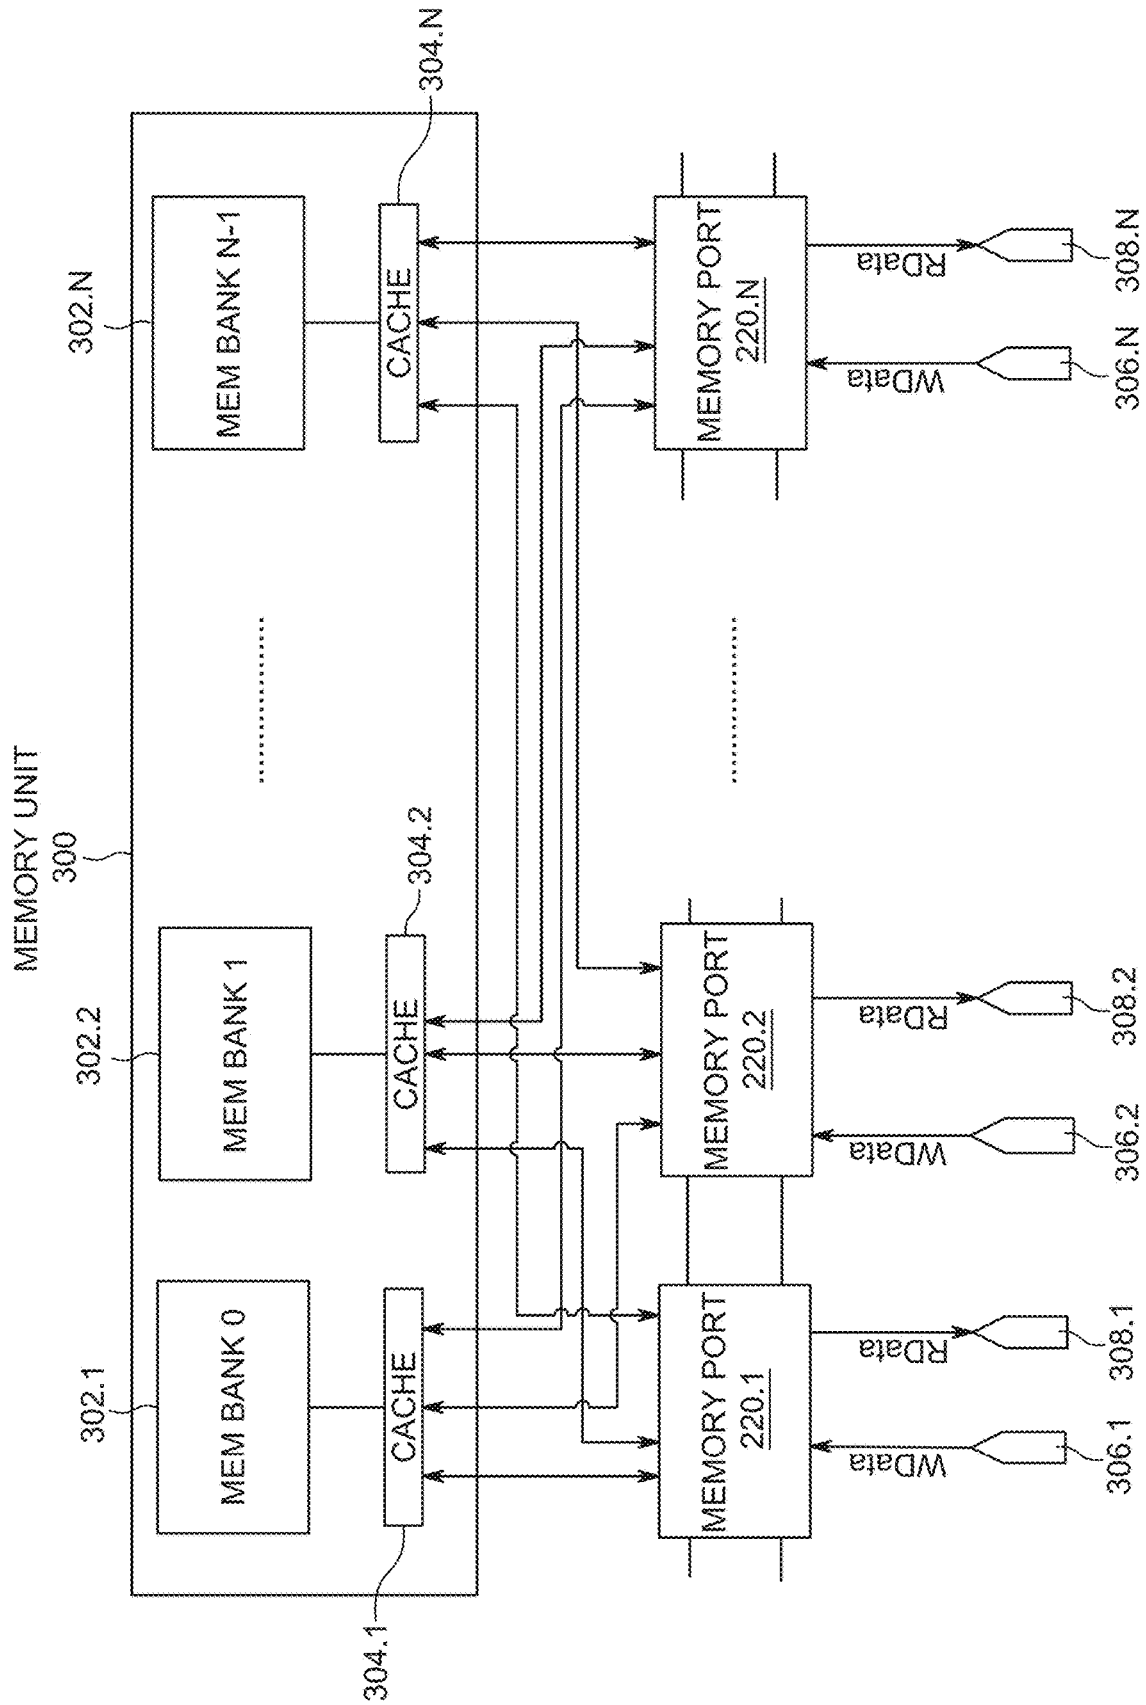 MEMORY UNIT
300
302.1
302.2
302.N
MEM BANK 0
MEM BANK 1
MEM BANK N-1
CACHE
CACHE
CACHE
304.1
304.2
304.N
MEMORY PORT
220.1
MEMORY PORT
220.2
MEMORY PORT
220.N
WData
RData
WData
RData
WData
RData
306.1
308.1
306.2
308.2
306.N
308.N